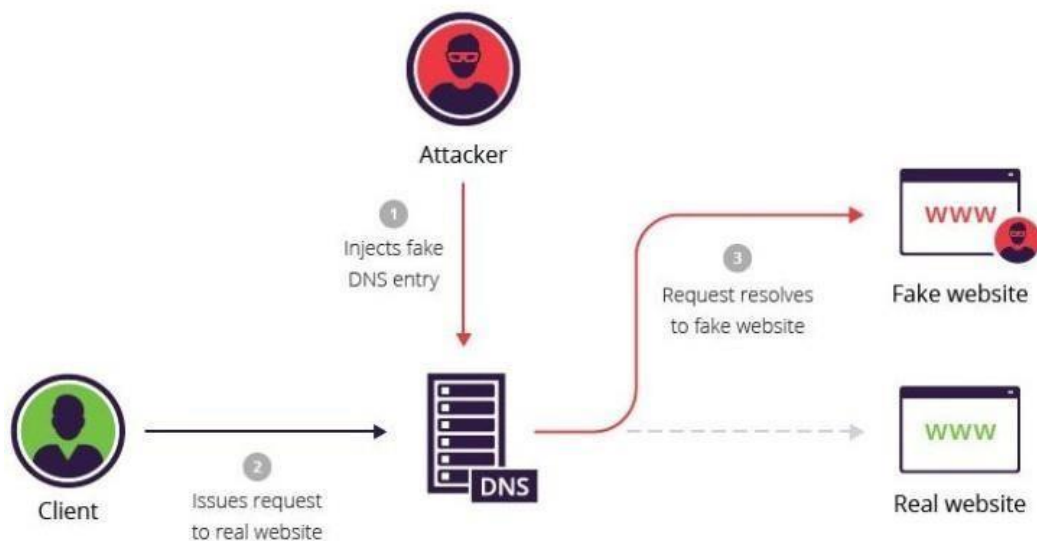 Attacker
1
Injects fake
DNS entry
3
Request resolves
to fake website
www
Fake website
DNS
Client
2
Issues request
to real website
www
Real website